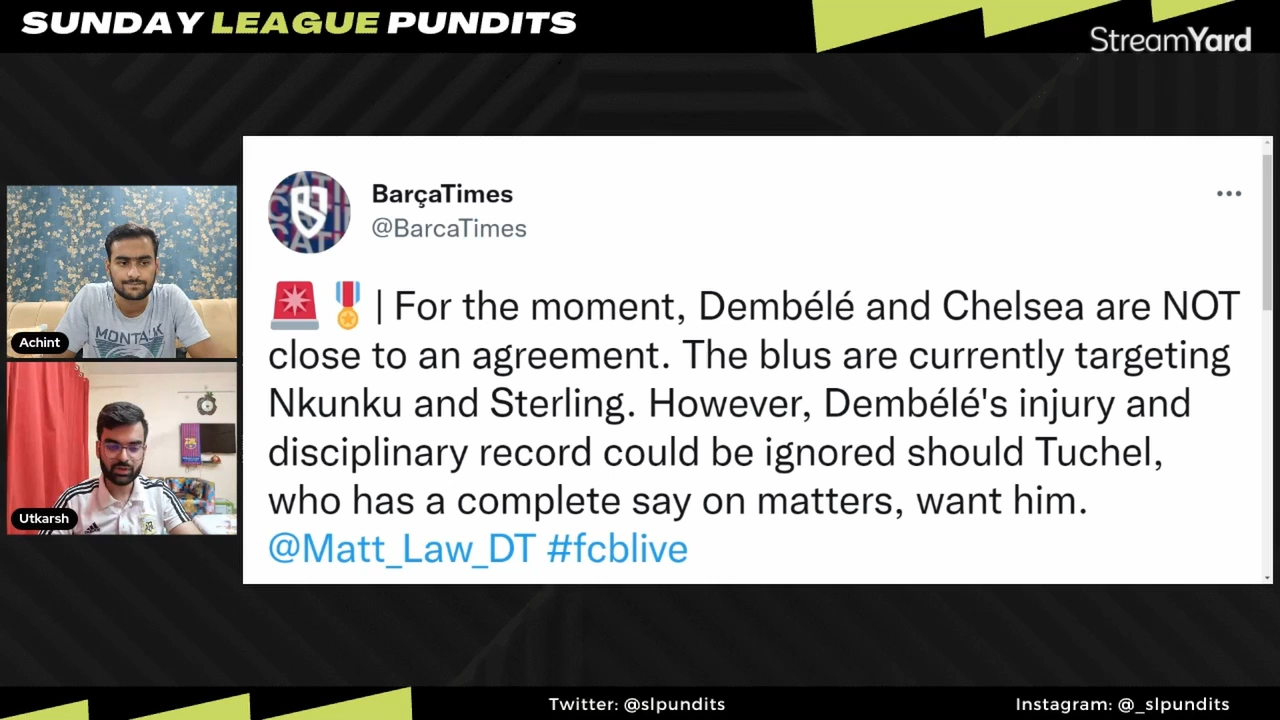 SUNDAY LEAGUE PUNDITS
StreamYard
BarçaTimes
@BarcaTimes
🚨🎖️ | For the moment, Dembélé and Chelsea are NOT
close to an agreement. The blus are currently targeting
Nkunku and Sterling. However, Dembélé's injury and
disciplinary record could be ignored should Tuchel,
who has a complete say on matters, want him.
@Matt_Law_DT #fcblive
MONTALK
Achint
Utkarsh
Twitter: @slpundits
Instagram: @_slpundits